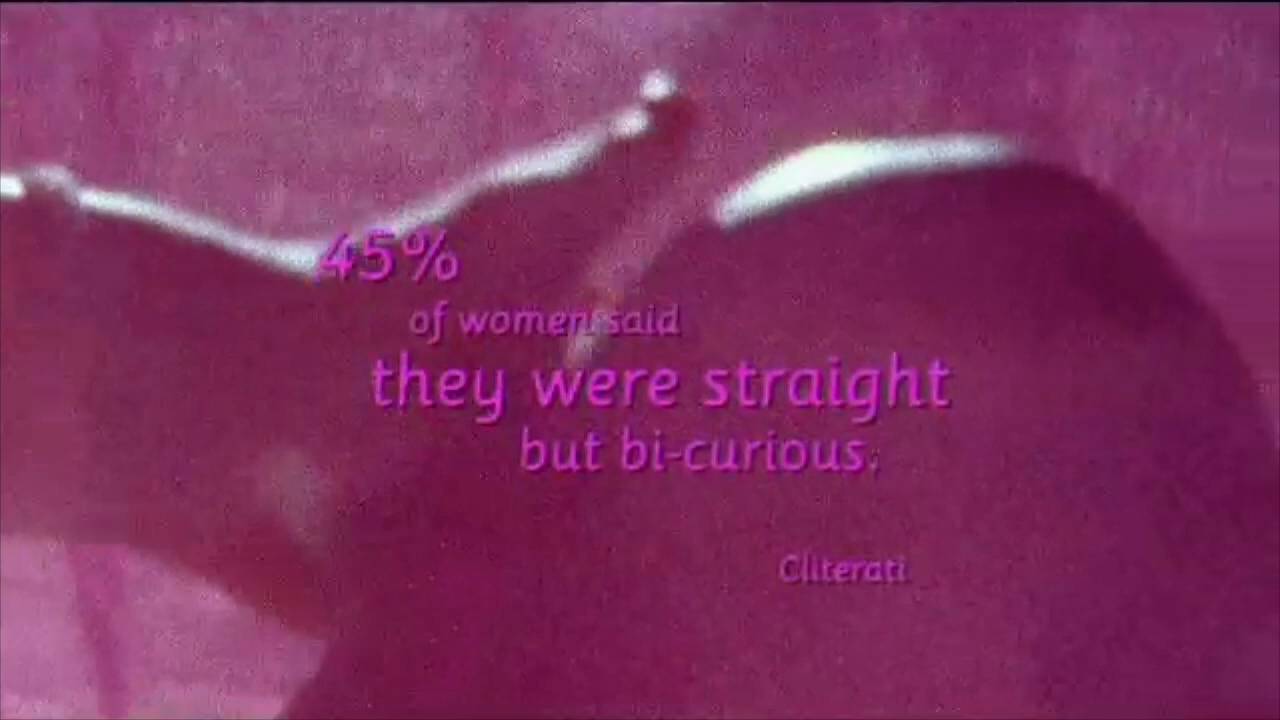 45%
of women said
they were straight
but bi-curious.
Cliterati